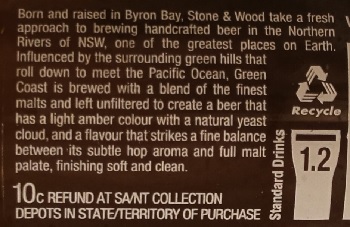 Born and raised in Byron Bay, Stone & Wood take a fresh
approach to brewing handcrafted beer in the Northern
Rivers of NSW, one of the greatest places on Earth.
Influenced by the surrounding green hills that
roll down to meet the Pacific Ocean, Green
Coast is brewed with a blend of the finest
malts and left unfiltered to create a beer that
has a light amber colour with a natural yeast
cloud, and a flavour that strikes a fine balance
between its subtle hop aroma and full malt
palate, finishing soft and clean.
10c REFUND AT SA/NT COLLECTION
DEPOTS IN STATE/TERRITORY OF PURCHASE
Recycle
Standard Drinks
1.2